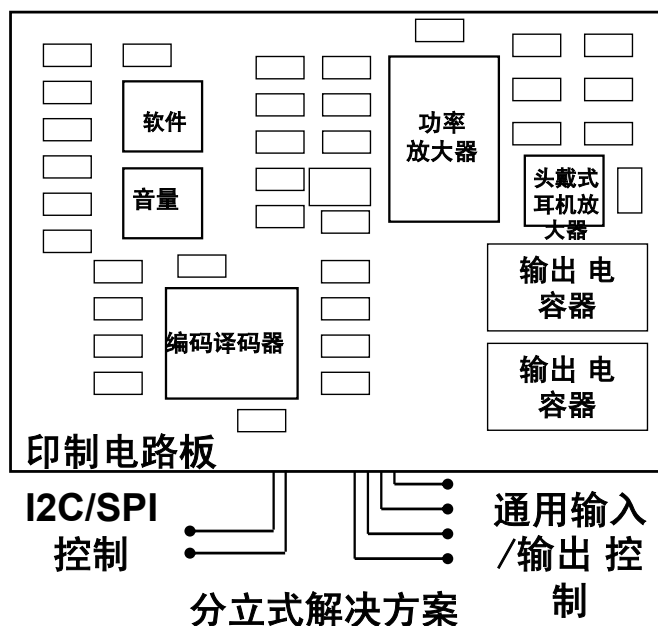 软件
音量
功率
放大器
头戴式
耳机放
大器
输出 电
容器
编码译码器
输出 电
容器
印制电路板
I2C/SPI
控制
通用输入
/输出 控
制
分立式解决方案